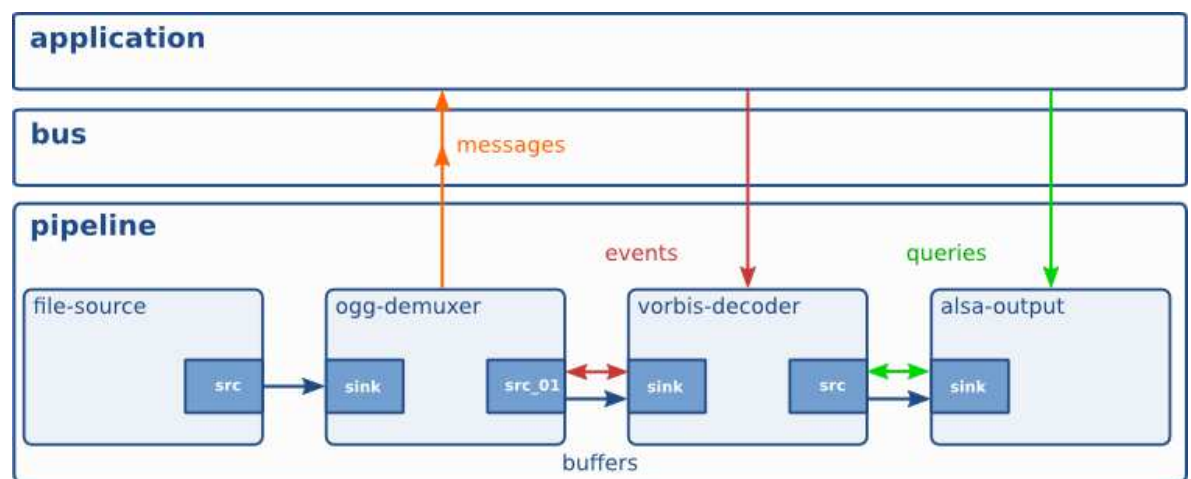 application
bus
messages
pipeline
events
queries
file-source
ogg-demuxer
vorbis-decoder
alsa-output
src
sink
src_01
sink
src
sink
buffers